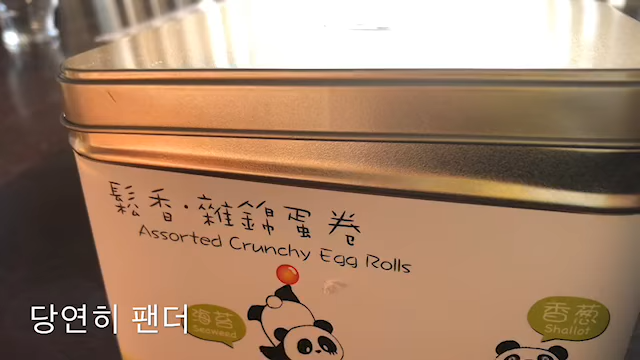 鬆香·雜錦蛋卷
Assorted Crunchy Egg Rolls
海苔
Seaweed
香葱
Shallot
당연히 팬더